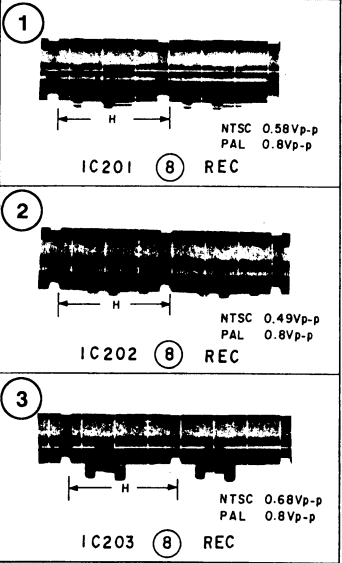 1
H
NTSC 0.58Vp-p
PAL 0.8Vp-p
IC201 8 REC
2
H
NTSC 0.49Vp-p
PAL 0.8Vp-p
IC202 8 REC
3
H
NTSC 0.68Vp-p
PAL 0.8Vp-p
IC203 8 REC